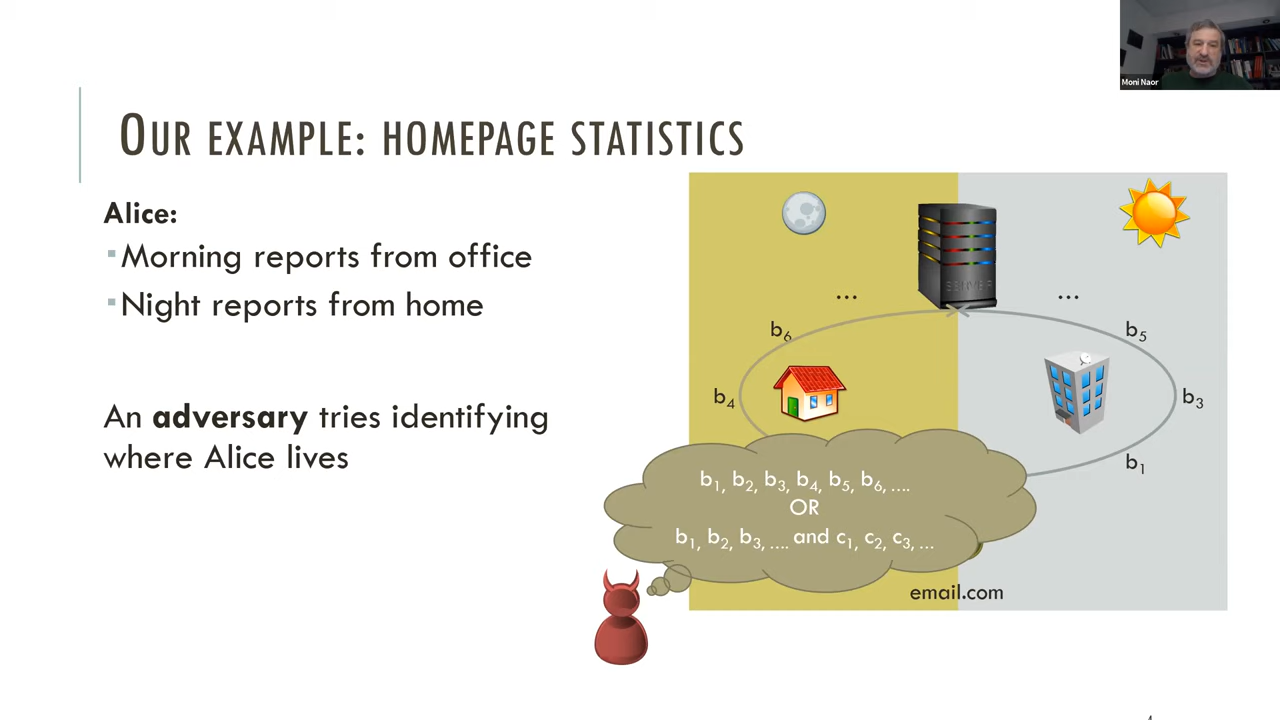 Moni Naor
OUR EXAMPLE: HOMEPAGE STATISTICS
Alice:
Morning reports from office
Night reports from home
An adversary tries identifying
where Alice lives
SERVER
... ...
b6 b5
b4 b3
b1
b1, b2, b3, b4, b5, b6, ....
OR
b1, b2, b3, .... and c1, c2, c3, ...
email.com